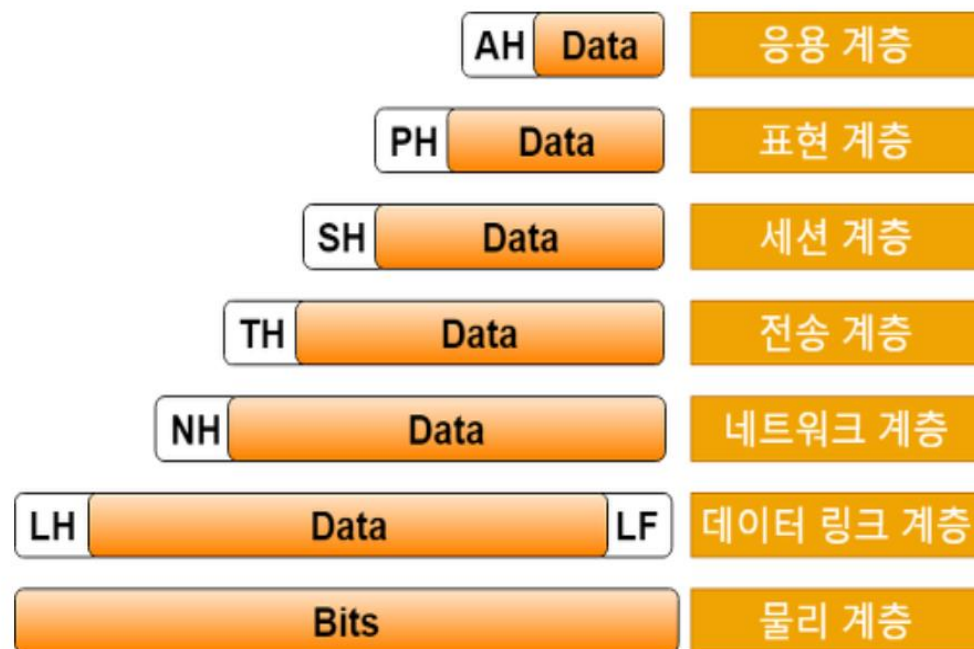 AH Data 응용 계층
PH Data 표현 계층
SH Data 세션 계층
TH Data 전송 계층
NH Data 네트워크 계층
LH Data LF 데이터 링크 계층
Bits 물리 계층